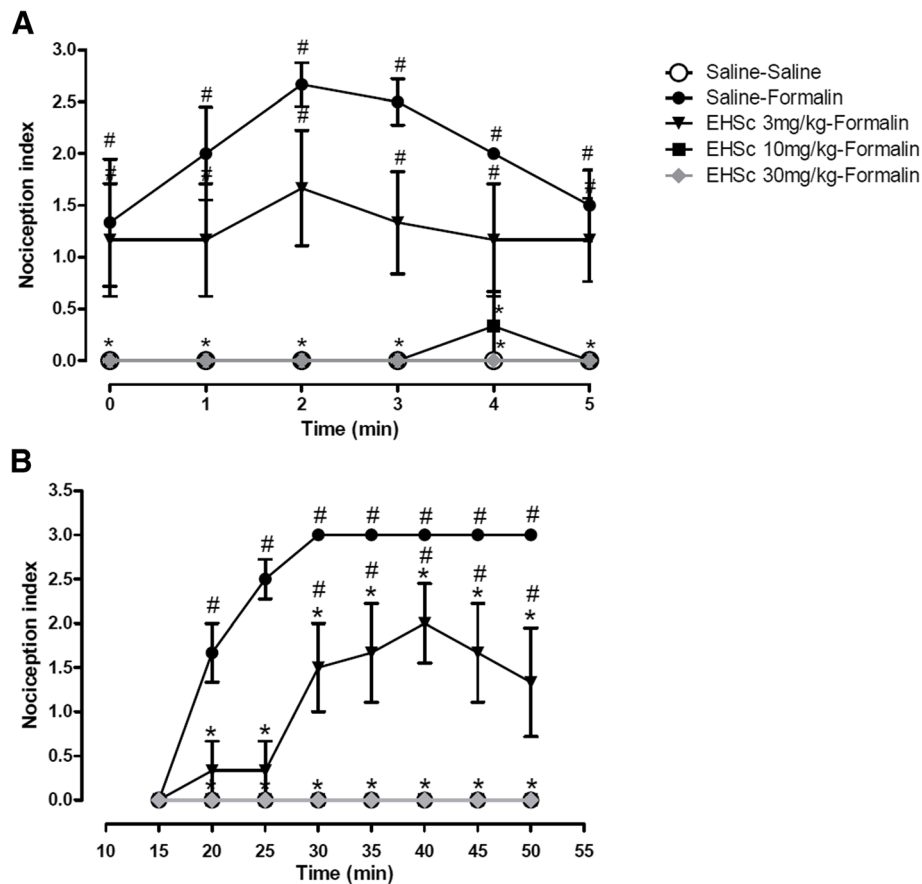 A
3.0
2.5
2.0
1.5
1.0
0.5
0.0
Nociception index
# # # # # #
# # # # # #
* * * * * *
*
0 1 2 3 4 5
Time (min)
Saline-Saline
Saline-Formalin
EHSc 3mg/kg-Formalin
EHSc 10mg/kg-Formalin
EHSc 30mg/kg-Formalin
B
3.5
3.0
2.5
2.0
1.5
1.0
0.5
0.0
Nociception index
# # # # # # #
# # # # #
* * * * * * *
* * * * * * *
10 15 20 25 30 35 40 45 50 55
Time (min)